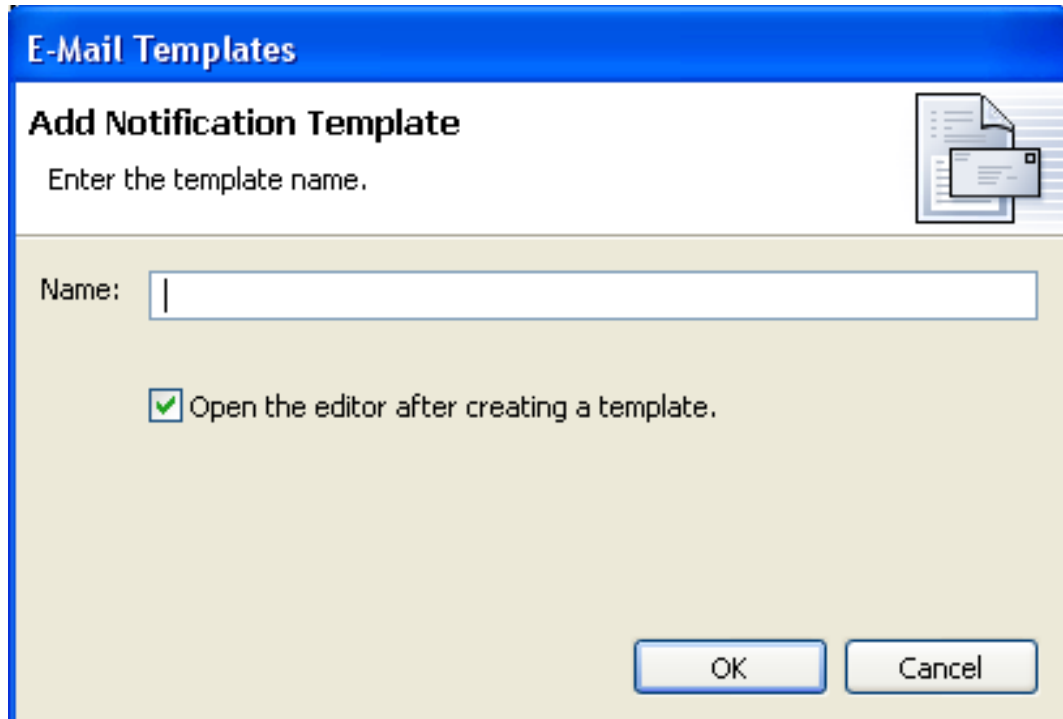 E-Mail Templates
Add Notification Template
Enter the template name.
Name:
Open the editor after creating a template.
OK Cancel